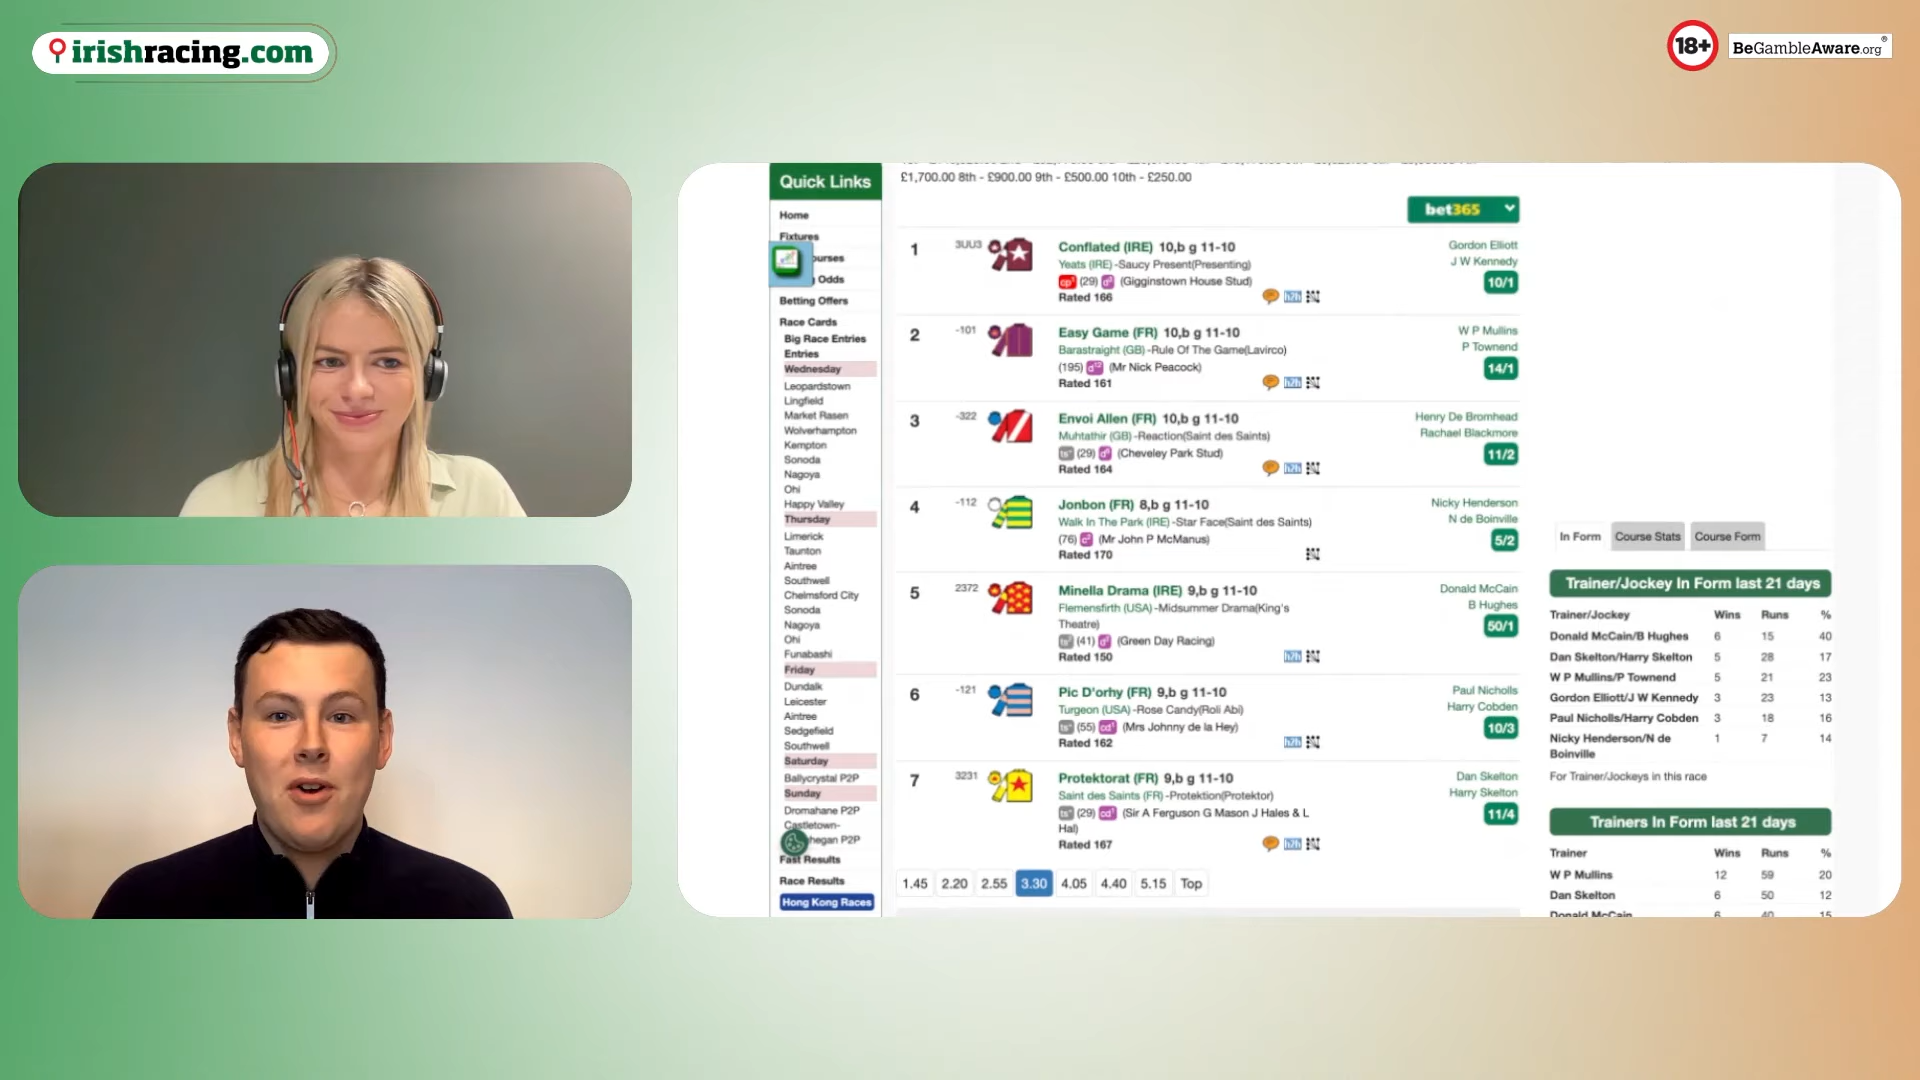 irishracing.com
18+
BeGambleAware.org®
Quick Links
Home
Fixtures
ourses
Odds
Betting Offers
Race Cards
Big Race Entries
Entries
Wednesday
Leopardstown
Lingfield
Market Rasen
Wolverhampton
Kempton
Sonoda
Nagoya
Ohi
Happy Valley
Thursday
Limerick
Taunton
Aintree
Southwell
Chelmsford City
Sonoda
Nagoya
Ohi
Funabashi
Friday
Dundalk
Leicester
Aintree
Sedgefield
Southwell
Saturday
Ballycrystal P2P
Sunday
Dromahane P2P
Castletown-
hegan P2P
Fast Results
Race Results
Hong Kong Races
£1,700.00 8th - £900.00 9th - £500.00 10th - £250.00
bet365
1 3UU3 Conflated (IRE) 10,b g 11-10 Gordon Elliott
Yeats (IRE) -Saucy Present(Presenting) J W Kennedy
(29) (Gigginstown House Stud) 10/1
Rated 166 h2h
2 -101 Easy Game (FR) 10,b g 11-10 W P Mullins
Barastraight (GB) -Rule Of The Game(Lavirco) P Townend
(195) (Mr Nick Peacock) 14/1
Rated 161 h2h
3 -322 Envoi Allen (FR) 10,b g 11-10 Henry De Bromhead
Muhtathir (GB) -Reaction(Saint des Saints) Rachael Blackmore
(29) (Cheveley Park Stud) 11/2
Rated 164 h2h
4 -112 Jonbon (FR) 8,b g 11-10 Nicky Henderson
Walk In The Park (IRE) -Star Face(Saint des Saints) N de Boinville
(76) (Mr John P McManus) 5/2
Rated 170
5 2372 Minella Drama (IRE) 9,b g 11-10 Donald McCain
Flemensfirth (USA) -Midsummer Drama(King's B Hughes
Theatre) 50/1
(41) (Green Day Racing)
Rated 150 h2h
6 -121 Pic D'orhy (FR) 9,b g 11-10 Paul Nicholls
Turgeon (USA) -Rose Candy(Roli Abi) Harry Cobden
(55) (Mrs Johnny de la Hey) 10/3
Rated 162 h2h
7 3231 Protektorat (FR) 9,b g 11-10 Dan Skelton
Saint des Saints (FR) -Protektion(Protektor) Harry Skelton
(29) (Sir A Ferguson G Mason J Hales & L 11/4
Hal)
Rated 167 h2h
1.45 2.20 2.55 3.30 4.05 4.40 5.15 Top
In Form Course Stats Course Form
Trainer/Jockey In Form last 21 days
Trainer/Jockey Wins Runs %
Donald McCain/B Hughes 6 15 40
Dan Skelton/Harry Skelton 5 28 17
W P Mullins/P Townend 5 21 23
Gordon Elliott/J W Kennedy 3 23 13
Paul Nicholls/Harry Cobden 3 18 16
Nicky Henderson/N de 1 7 14
Boinville
For Trainer/Jockeys in this race
Trainers In Form last 21 days
Trainer Wins Runs %
W P Mullins 12 59 20
Dan Skelton 6 50 12
Donald McCain 6 40 15